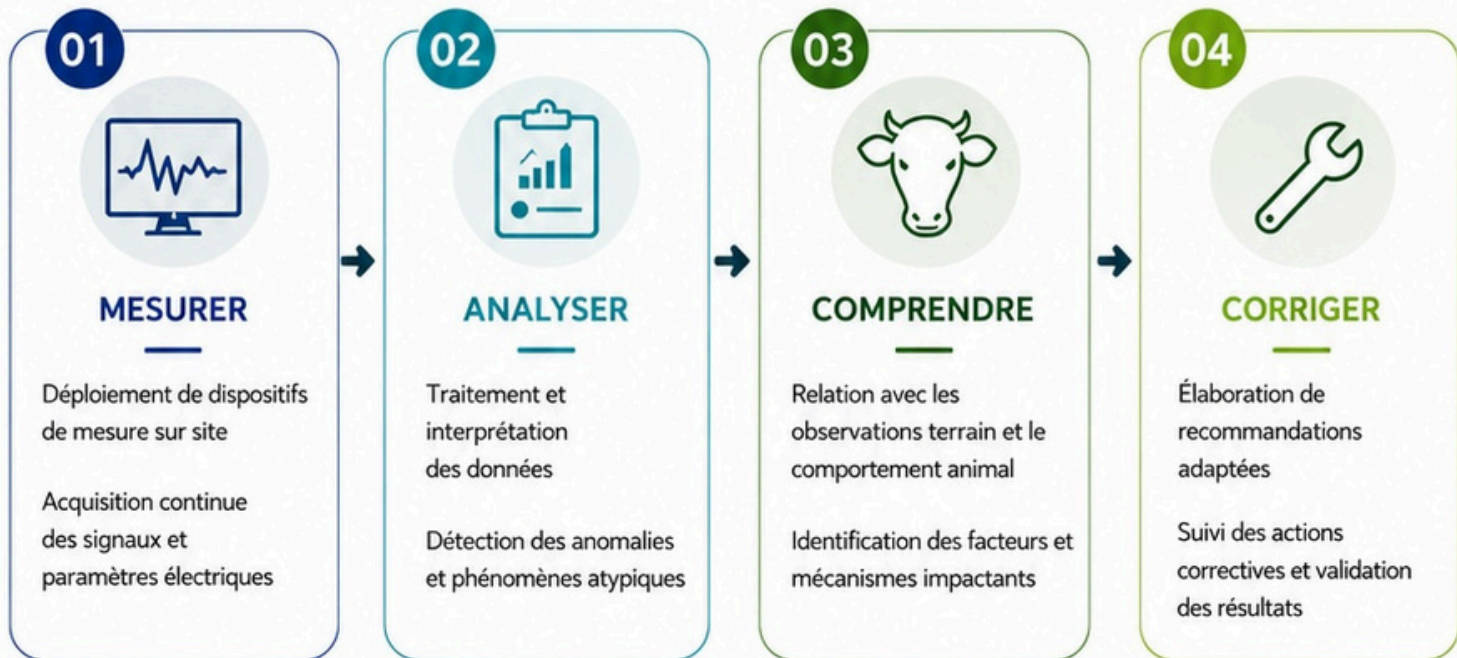 01
MESURER
Déploiement de dispositifs
de mesure sur site
Acquisition continue
des signaux et
paramètres électriques
02
ANALYSER
Traitement et
interprétation
des données
Détection des anomalies
et phénomènes atypiques
03
COMPRENDRE
Relation avec les
observations terrain et le
comportement animal
Identification des facteurs et
mécanismes impactants
04
CORRIGER
Élaboration de
recommandations
adaptées
Suivi des actions
correctives et validation
des résultats